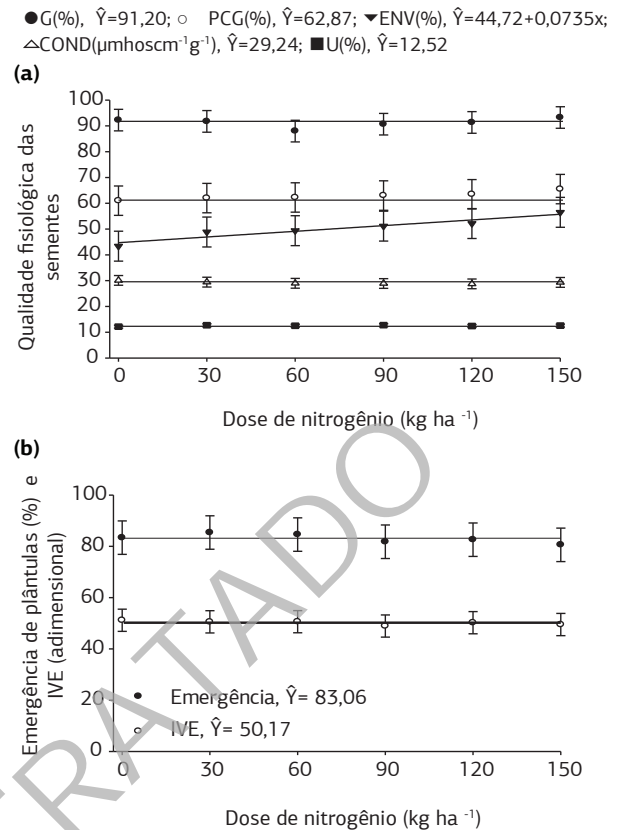 ●G(%), Ŷ=91,20; ○ PCG(%), Ŷ=62,87; ▼ENV(%), Ŷ=44,72+0,0735x;
△COND(µmhoscm⁻¹g⁻¹), Ŷ=29,24; ■U(%), Ŷ=12,52
(a)
Qualidade fisiológica das
sementes
100
90
80
70
60
50
40
30
20
10
0
0 30 60 90 120 150
Dose de nitrogênio (kg ha ⁻¹)
(b)
Emergência de plântulas (%) e
IVE (adimensional)
100
80
60
40
20
0
● Emergência, Ŷ= 83,06
○ IVE, Ŷ= 50,17
0 30 60 90 120 150
Dose de nitrogênio (kg ha ⁻¹)
TRATADO